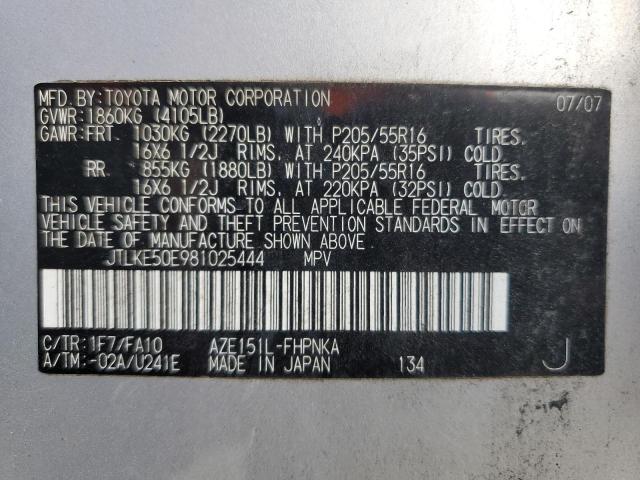 MFD.BY:TOYOTA MOTOR CORPORATION 07/07
GVWR:1860KG (4105LB)
GAWR:FRT 1030KG (2270LB) WITH P205/55R16 TIRES,
16X6 1/2J RIMS, AT 240KPA (35PSI) COLD
RR 855KG (1880LB) WITH P205/55R16 TIRES,
16X6 1/2J RIMS, AT 220KPA (32PSI) COLD
THIS VEHICLE CONFORMS TO ALL APPLICABLE FEDERAL MOTOR
VEHICLE SAFETY AND THEFT PREVENTION STANDARDS IN EFFECT ON
THE DATE OF MANUFACTURE SHOWN ABOVE.
JTLKE50E981025444 MPV
C/TR:1F7/FA10 AZE151L-FHPNKA
A/TM:-02A/U241E MADE IN JAPAN 134 J